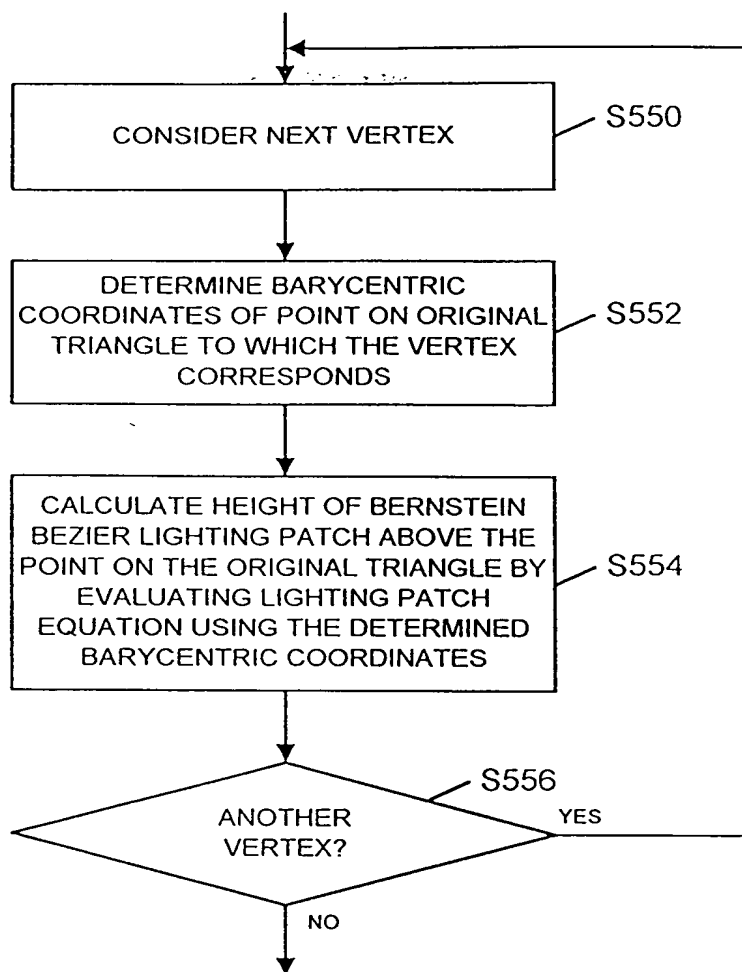 CONSIDER NEXT VERTEX
S550
DETERMINE BARYCENTRIC
COORDINATES OF POINT ON ORIGINAL
TRIANGLE TO WHICH THE VERTEX
CORRESPONDS
S552
CALCULATE HEIGHT OF BERNSTEIN
BEZIER LIGHTING PATCH ABOVE THE
POINT ON THE ORIGINAL TRIANGLE BY
EVALUATING LIGHTING PATCH
EQUATION USING THE DETERMINED
BARYCENTRIC COORDINATES
S554
S556
ANOTHER
VERTEX?
YES
NO